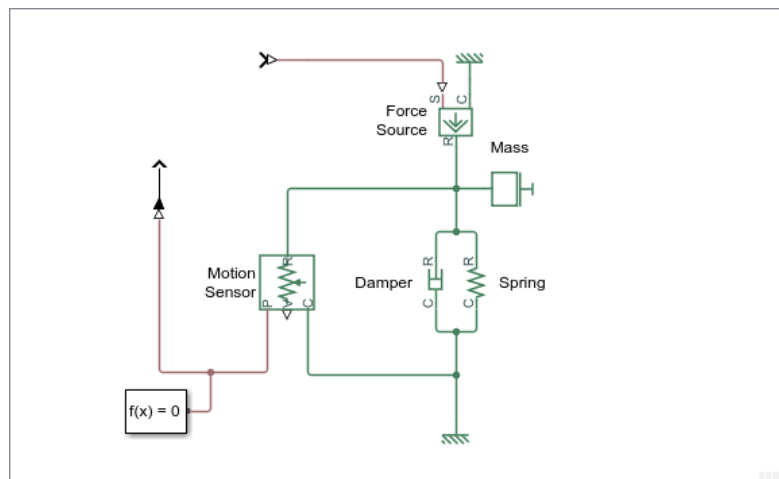 S
C
Force
Source
R
Mass
R
Motion
Sensor
P
V
C
R
R
Damper
Spring
C
C
f(x) = 0